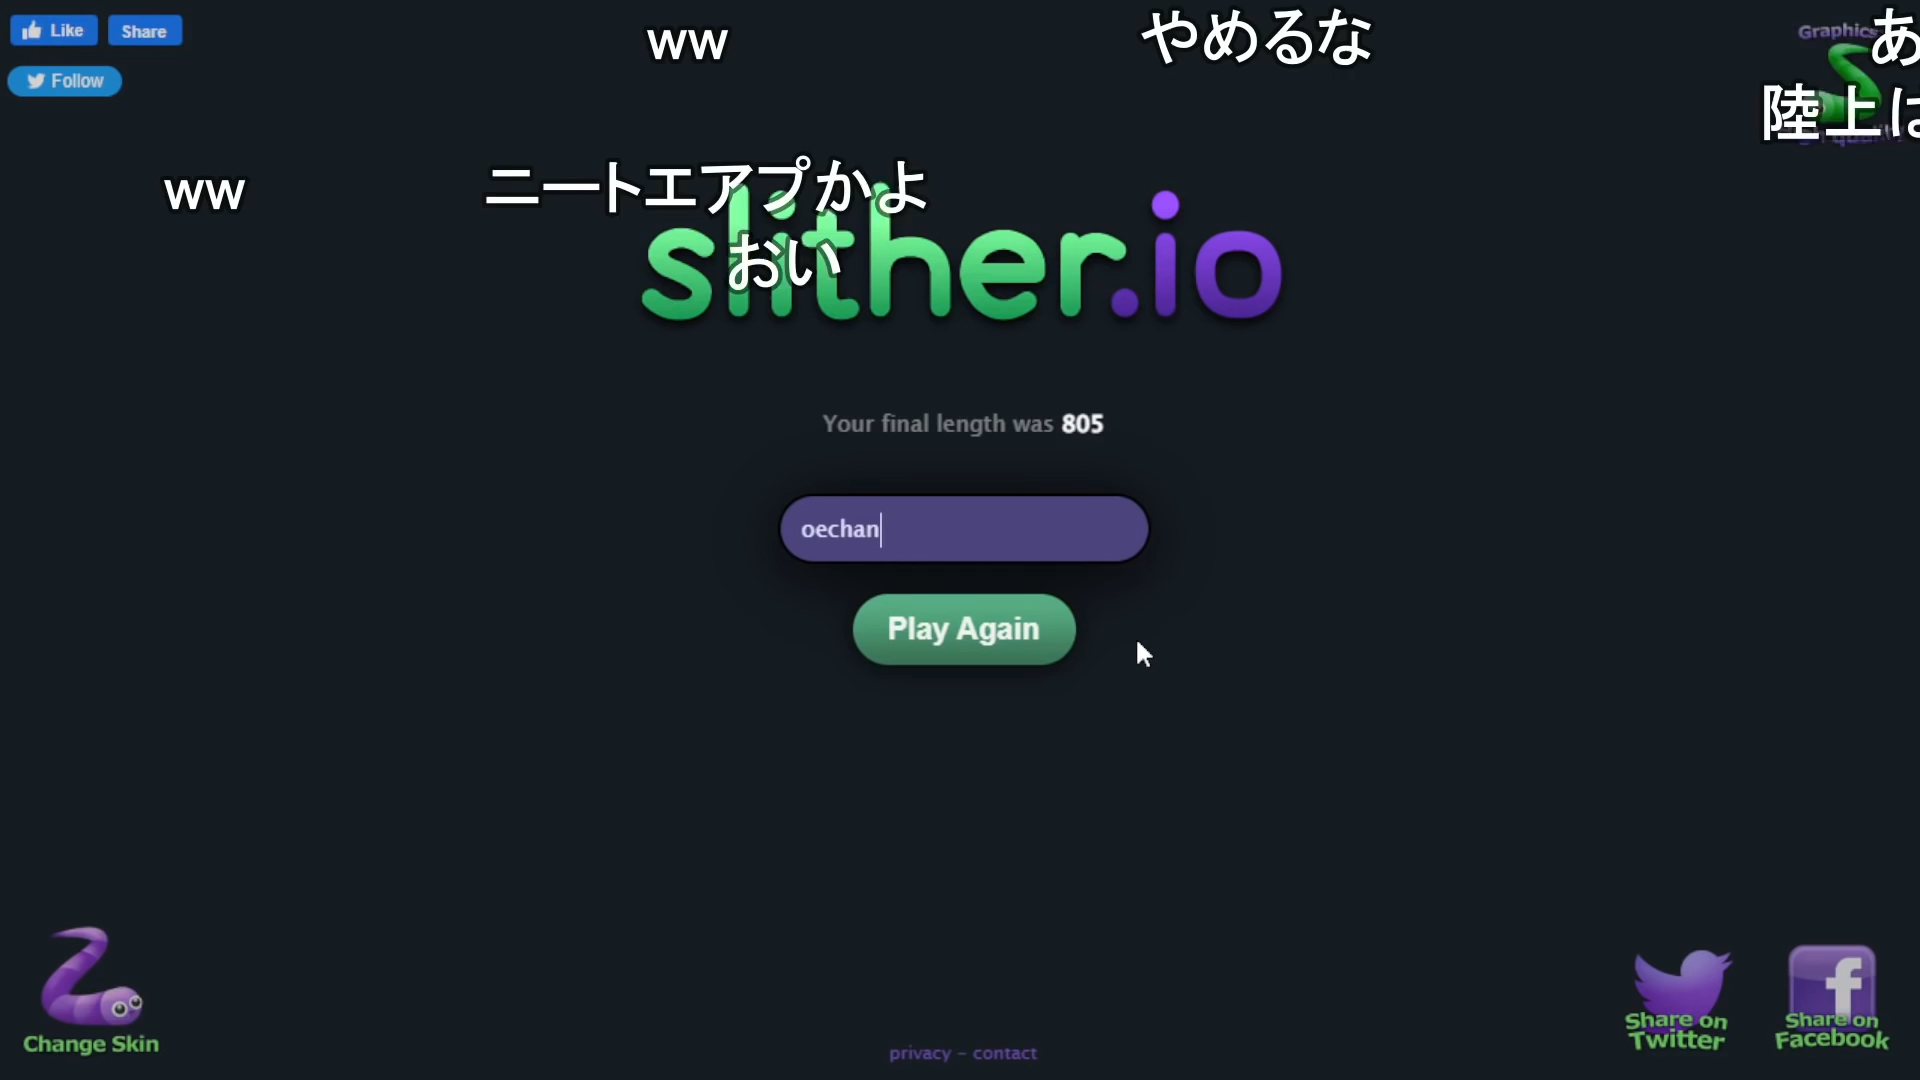 Like
Share
Follow
ww
やめるな
Graphics
あ
陸上は
ww
ニートエアプかよ
おい
slither.io
Your final length was 805
oechan
Play Again
Change Skin
privacy - contact
Share on
Twitter
Share on
Facebook